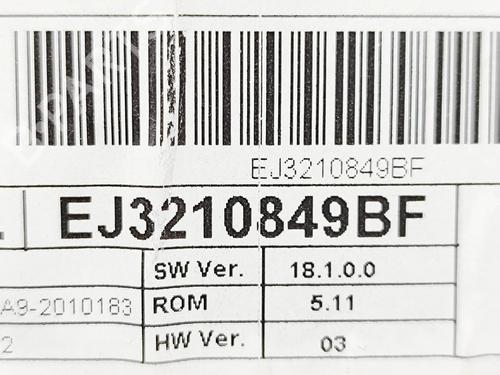 EJ3210849BF
EJ3210849BF
SW Ver. 18.1.0.0
A9-2010183 ROM 5.11
2 HW Ver. 03